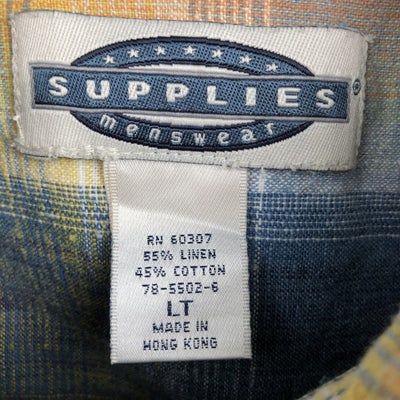 SUPPLIES®
menswear
RN 60307
55% LINEN
45% COTTON
78-5502-6
LT
MADE IN
HONG KONG